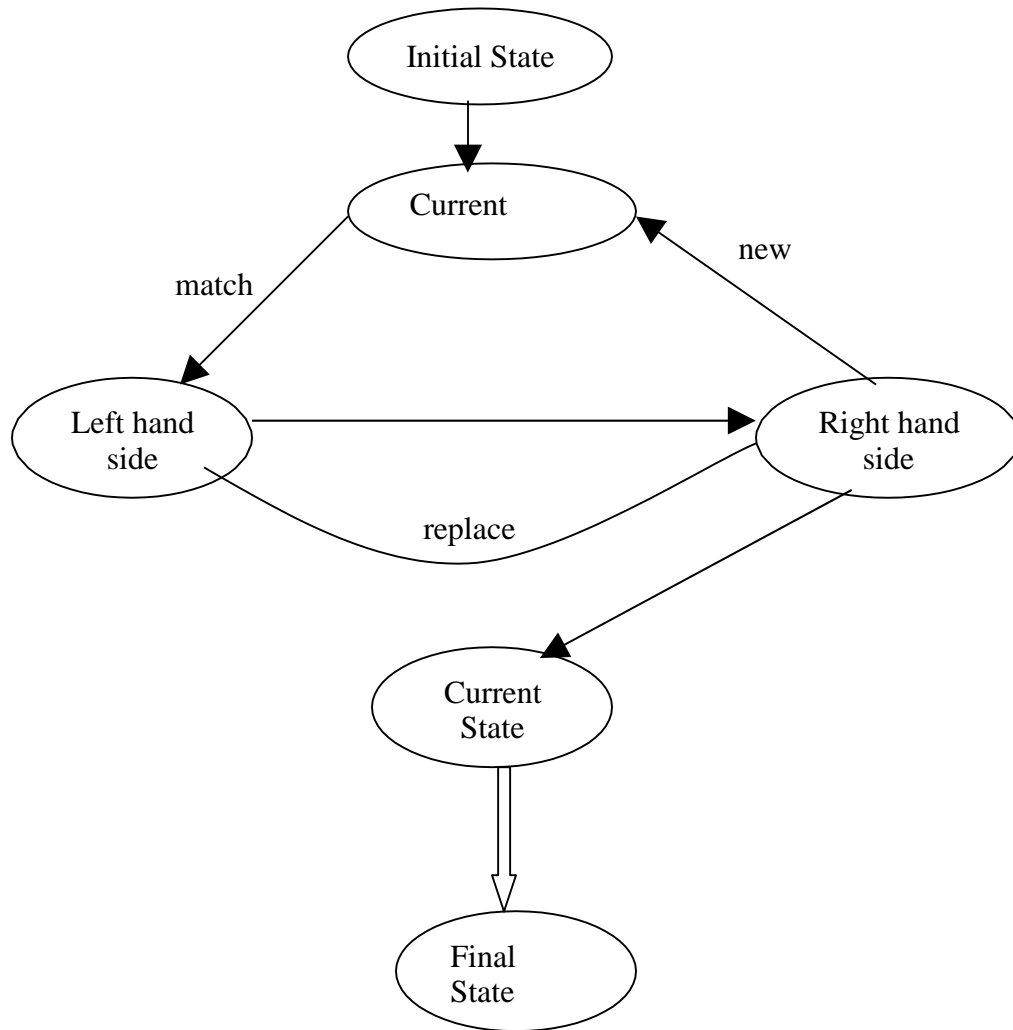 Initial State
Current
new
match
Left hand
side
Right hand
side
replace
Current
State
Final
State